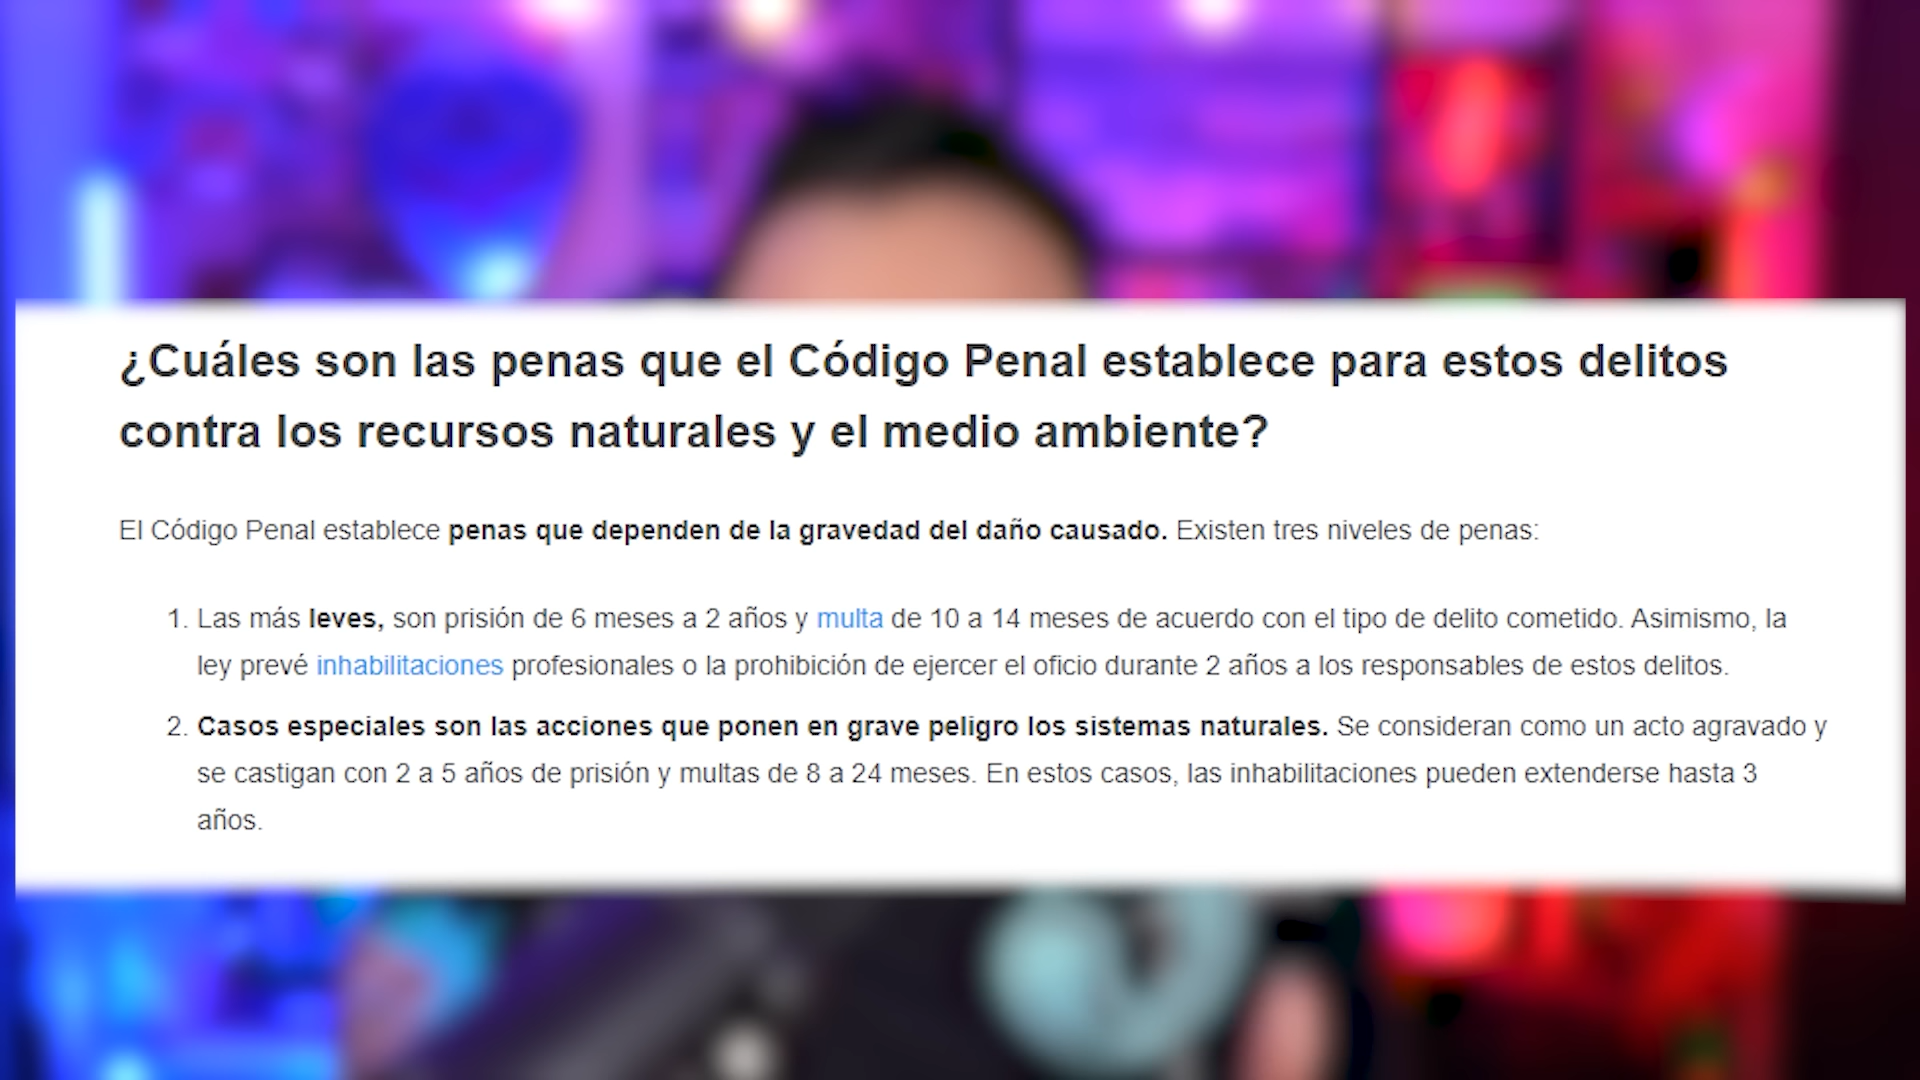 ¿Cuáles son las penas que el Código Penal establece para estos delitos
contra los recursos naturales y el medio ambiente?
El Código Penal establece penas que dependen de la gravedad del daño causado. Existen tres niveles de penas:
1. Las más leves, son prisión de 6 meses a 2 años y multa de 10 a 14 meses de acuerdo con el tipo de delito cometido. Asimismo, la
ley prevé inhabilitaciones profesionales o la prohibición de ejercer el oficio durante 2 años a los responsables de estos delitos.
2. Casos especiales son las acciones que ponen en grave peligro los sistemas naturales. Se consideran como un acto agravado y
se castigan con 2 a 5 años de prisión y multas de 8 a 24 meses. En estos casos, las inhabilitaciones pueden extenderse hasta 3
años.